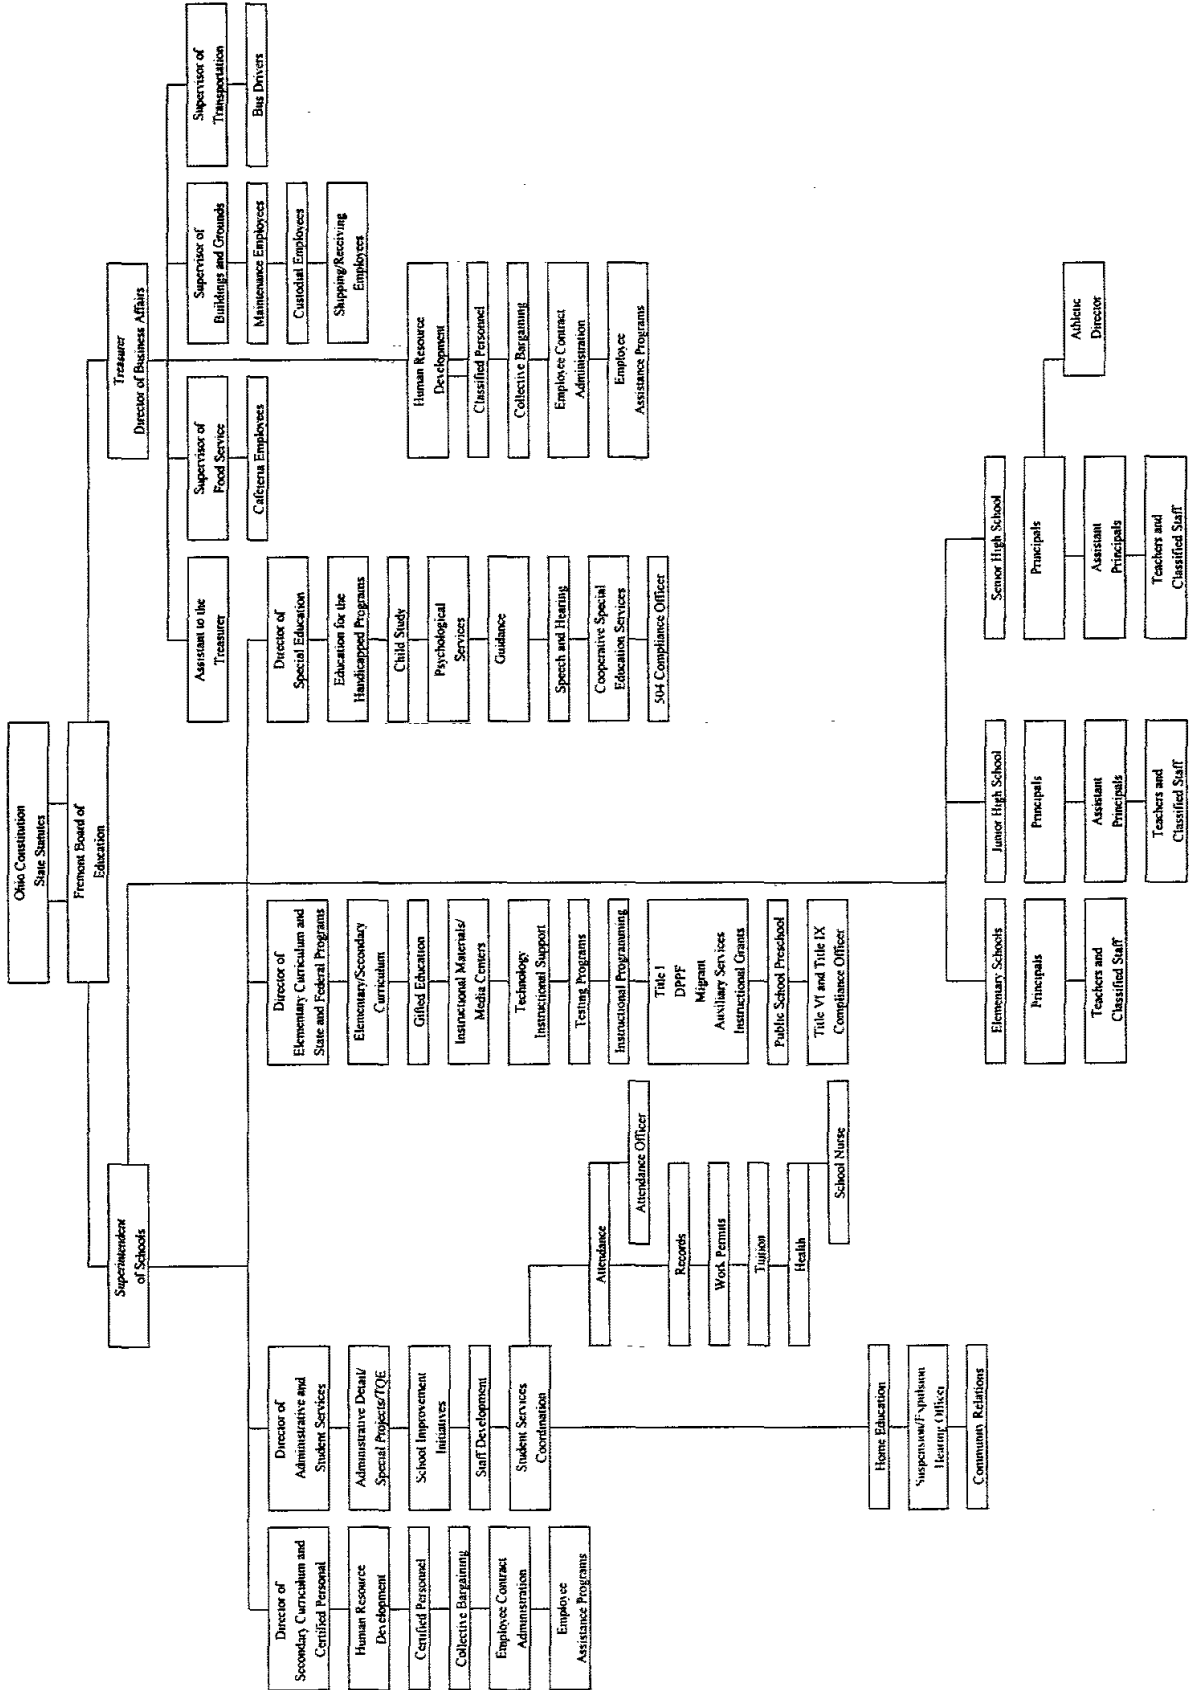 Ohio Constitution
State Statutes
Fremont Board of
Education
Superintendent
of Schools
Treasurer
Director of Business Affairs
Assistant to the
Treasurer
Supervisor of
Food Service
Cafeteria Employees
Supervisor of
Buildings and Grounds
Maintenance Employees
Custodial Employees
Shipping/Receiving
Employees
Supervisor of
Transportation
Bus Drivers
Human Resource
Development
Classified Personnel
Collective Bargaining
Employee Contract
Administration
Employee
Assistance Programs
Director of
Secondary Curriculum and
Certified Personal
Human Resource
Development
Certified Personnel
Collective Bargaining
Employee Contract
Administration
Employee
Assistance Programs
Director of
Administrative and
Student Services
Administrative Detail/
Special Projects/TQE
School Improvement
Initiatives
Staff Development
Student Services
Coordination
Attendance
Attendance Officer
Records
Work Permits
Tuition
Health
School Nurse
Home Education
Suspension/Expulsion
Hearing Officer
Community Relations
Director of
Elementary Curriculum and
State and Federal Programs
Elementary/Secondary
Curriculum
Gifted Education
Instructional Materials/
Media Centers
Technology
Instructional Support
Testing Programs
Instructional Programming
Title I
DPPF
Migrant
Auxiliary Services
Instructional Grants
Public School Preschool
Title VI and Title IX
Compliance Officer
Director of
Special Education
Education for the
Handicapped Programs
Child Study
Psychological
Services
Guidance
Speech and Hearing
Cooperative Special
Education Services
504 Compliance Officer
Elementary Schools
Principals
Teachers and
Classified Staff
Junior High School
Principals
Assistant
Principals
Teachers and
Classified Staff
Senior High School
Principals
Athletic
Director
Assistant
Principals
Teachers and
Classified Staff